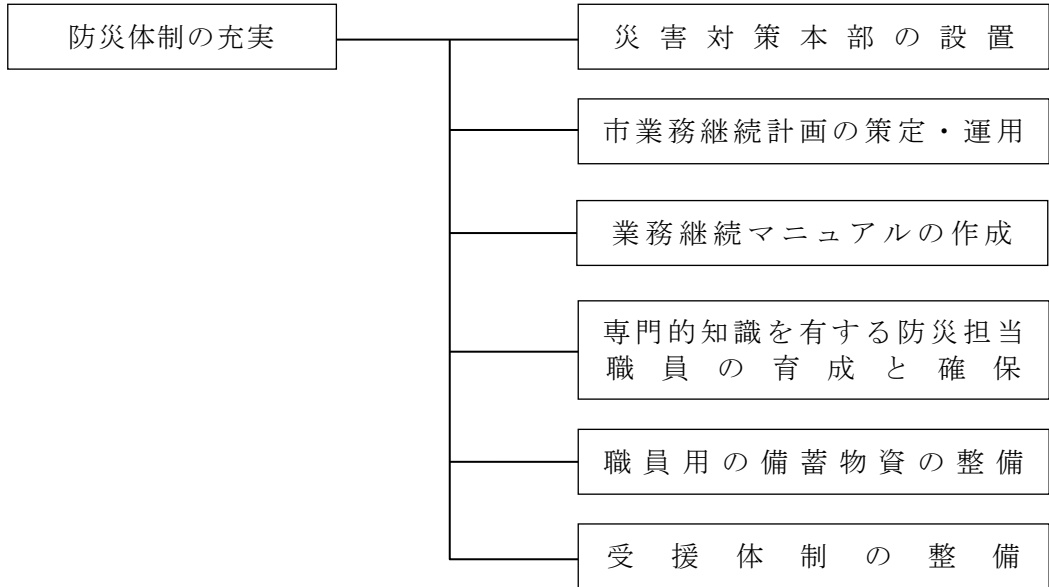 防災体制の充実
災害対策本部の設置
市業務継続計画の策定・運用
業務継続マニュアルの作成
専門的知識を有する防災担当
職員の育成と確保
職員用の備蓄物資の整備
受援体制の整備